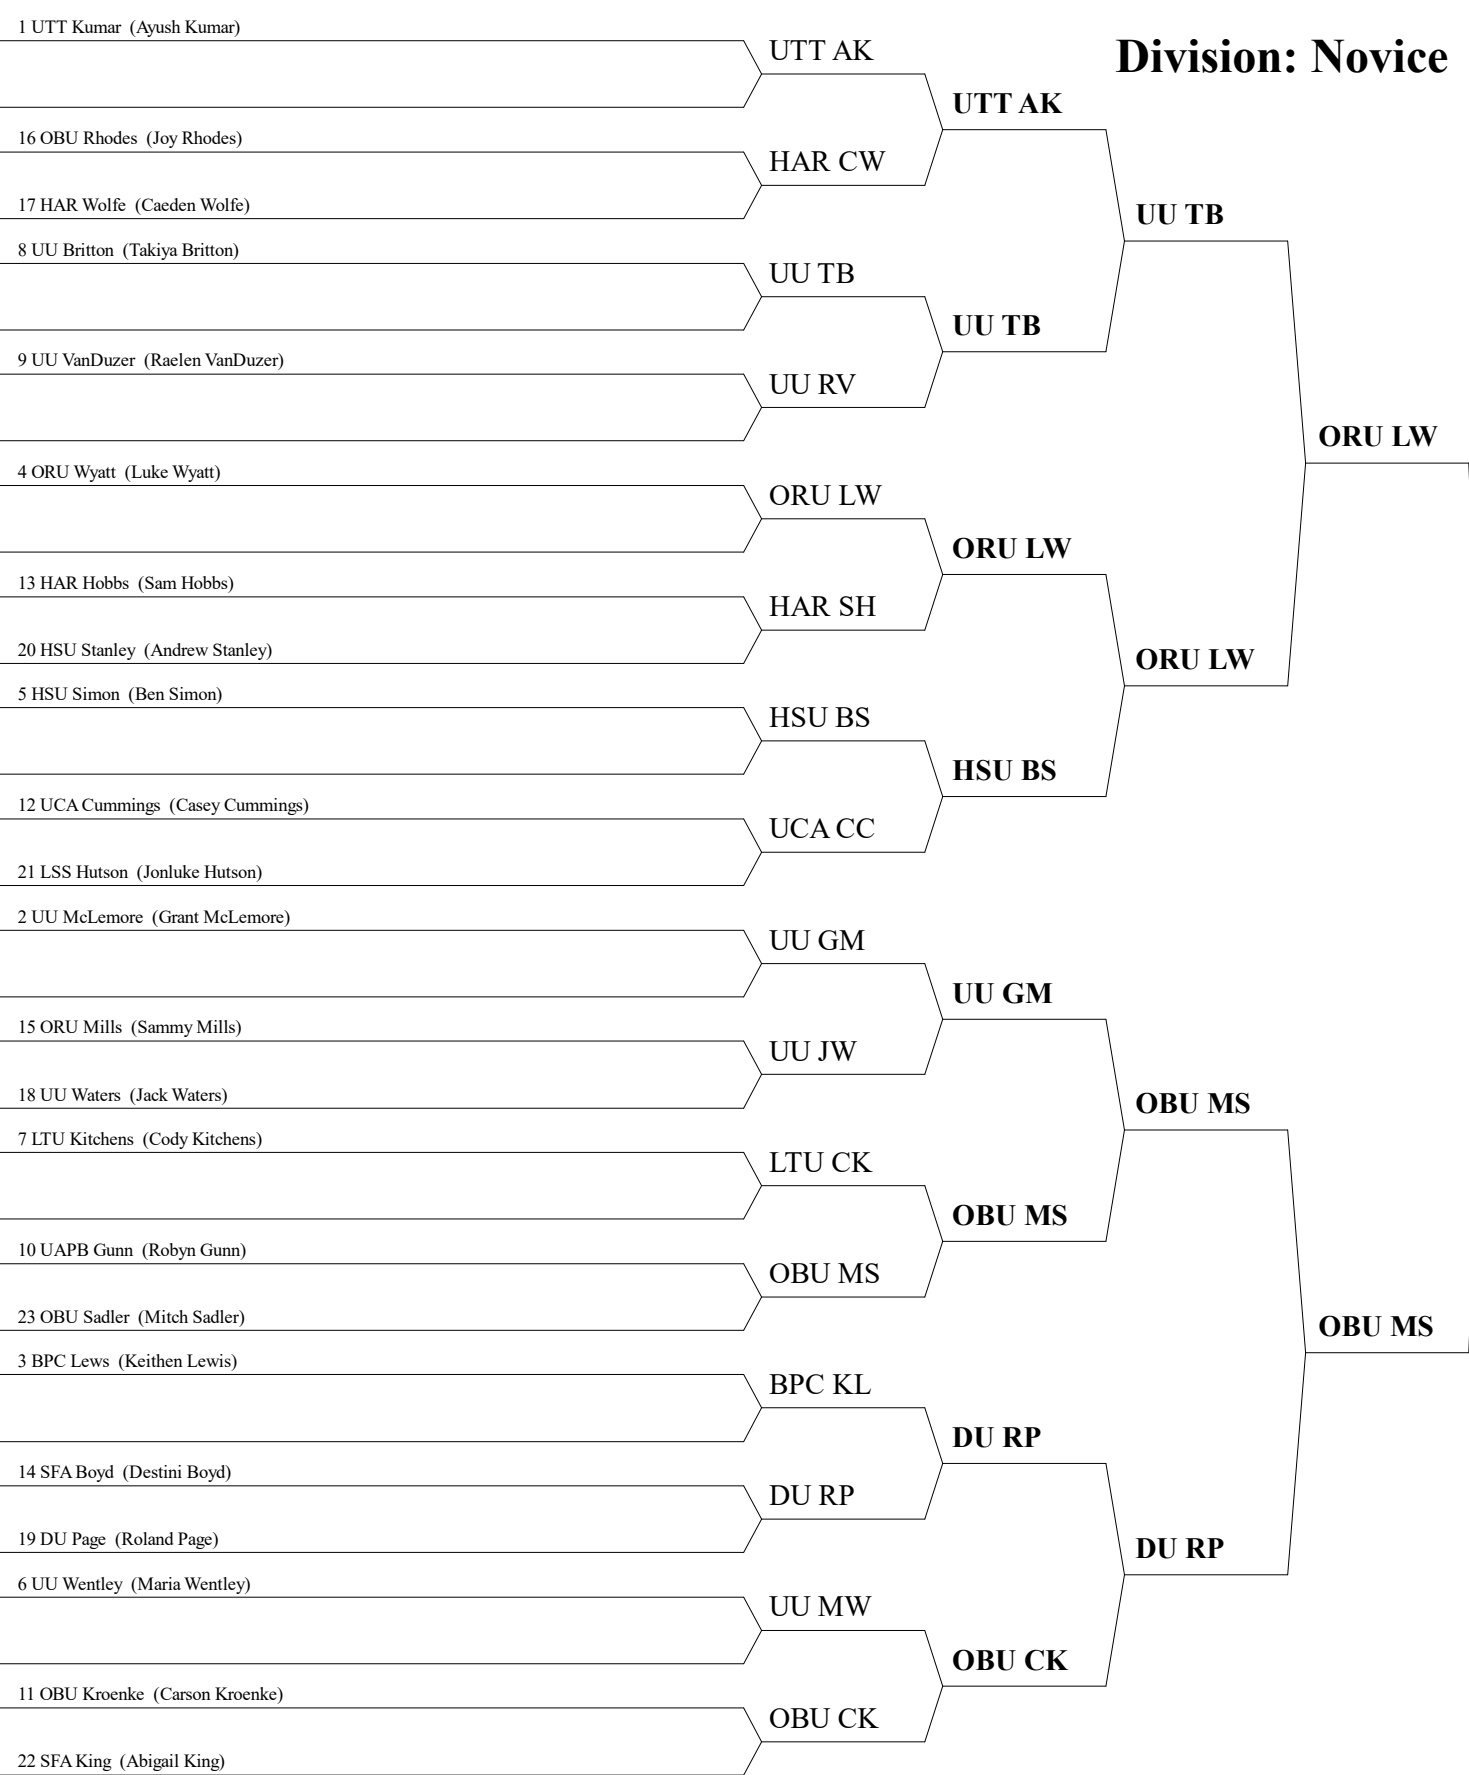 Division: Novice
1 UTT Kumar (Ayush Kumar)
16 OBU Rhodes (Joy Rhodes)
17 HAR Wolfe (Caeden Wolfe)
8 UU Britton (Takiya Britton)
9 UU VanDuzer (Raelen VanDuzer)
4 ORU Wyatt (Luke Wyatt)
13 HAR Hobbs (Sam Hobbs)
20 HSU Stanley (Andrew Stanley)
5 HSU Simon (Ben Simon)
12 UCA Cummings (Casey Cummings)
21 LSS Hutson (Jonluke Hutson)
2 UU McLemore (Grant McLemore)
15 ORU Mills (Sammy Mills)
18 UU Waters (Jack Waters)
7 LTU Kitchens (Cody Kitchens)
10 UAPB Gunn (Robyn Gunn)
23 OBU Sadler (Mitch Sadler)
3 BPC Lews (Keithen Lewis)
14 SFA Boyd (Destini Boyd)
19 DU Page (Roland Page)
6 UU Wentley (Maria Wentley)
11 OBU Kroenke (Carson Kroenke)
22 SFA King (Abigail King)
UTT AK
HAR CW
UU TB
UU RV
ORU LW
HAR SH
HSU BS
UCA CC
UU GM
UU JW
LTU CK
OBU MS
BPC KL
DU RP
UU MW
OBU CK
UTT AK
UU TB
ORU LW
HSU BS
UU GM
OBU MS
DU RP
OBU CK
UU TB
ORU LW
OBU MS
DU RP
ORU LW
OBU MS